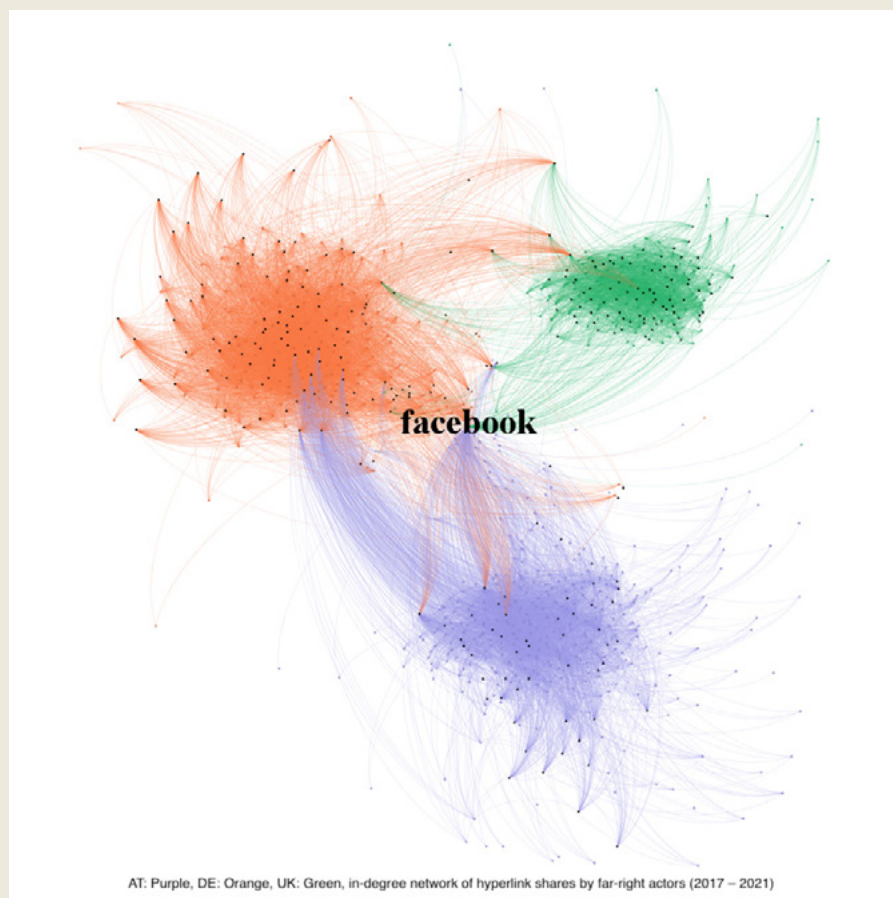 facebook
AT: Purple, DE: Orange, UK: Green, in-degree network of hyperlink shares by far-right actors (2017 – 2021)